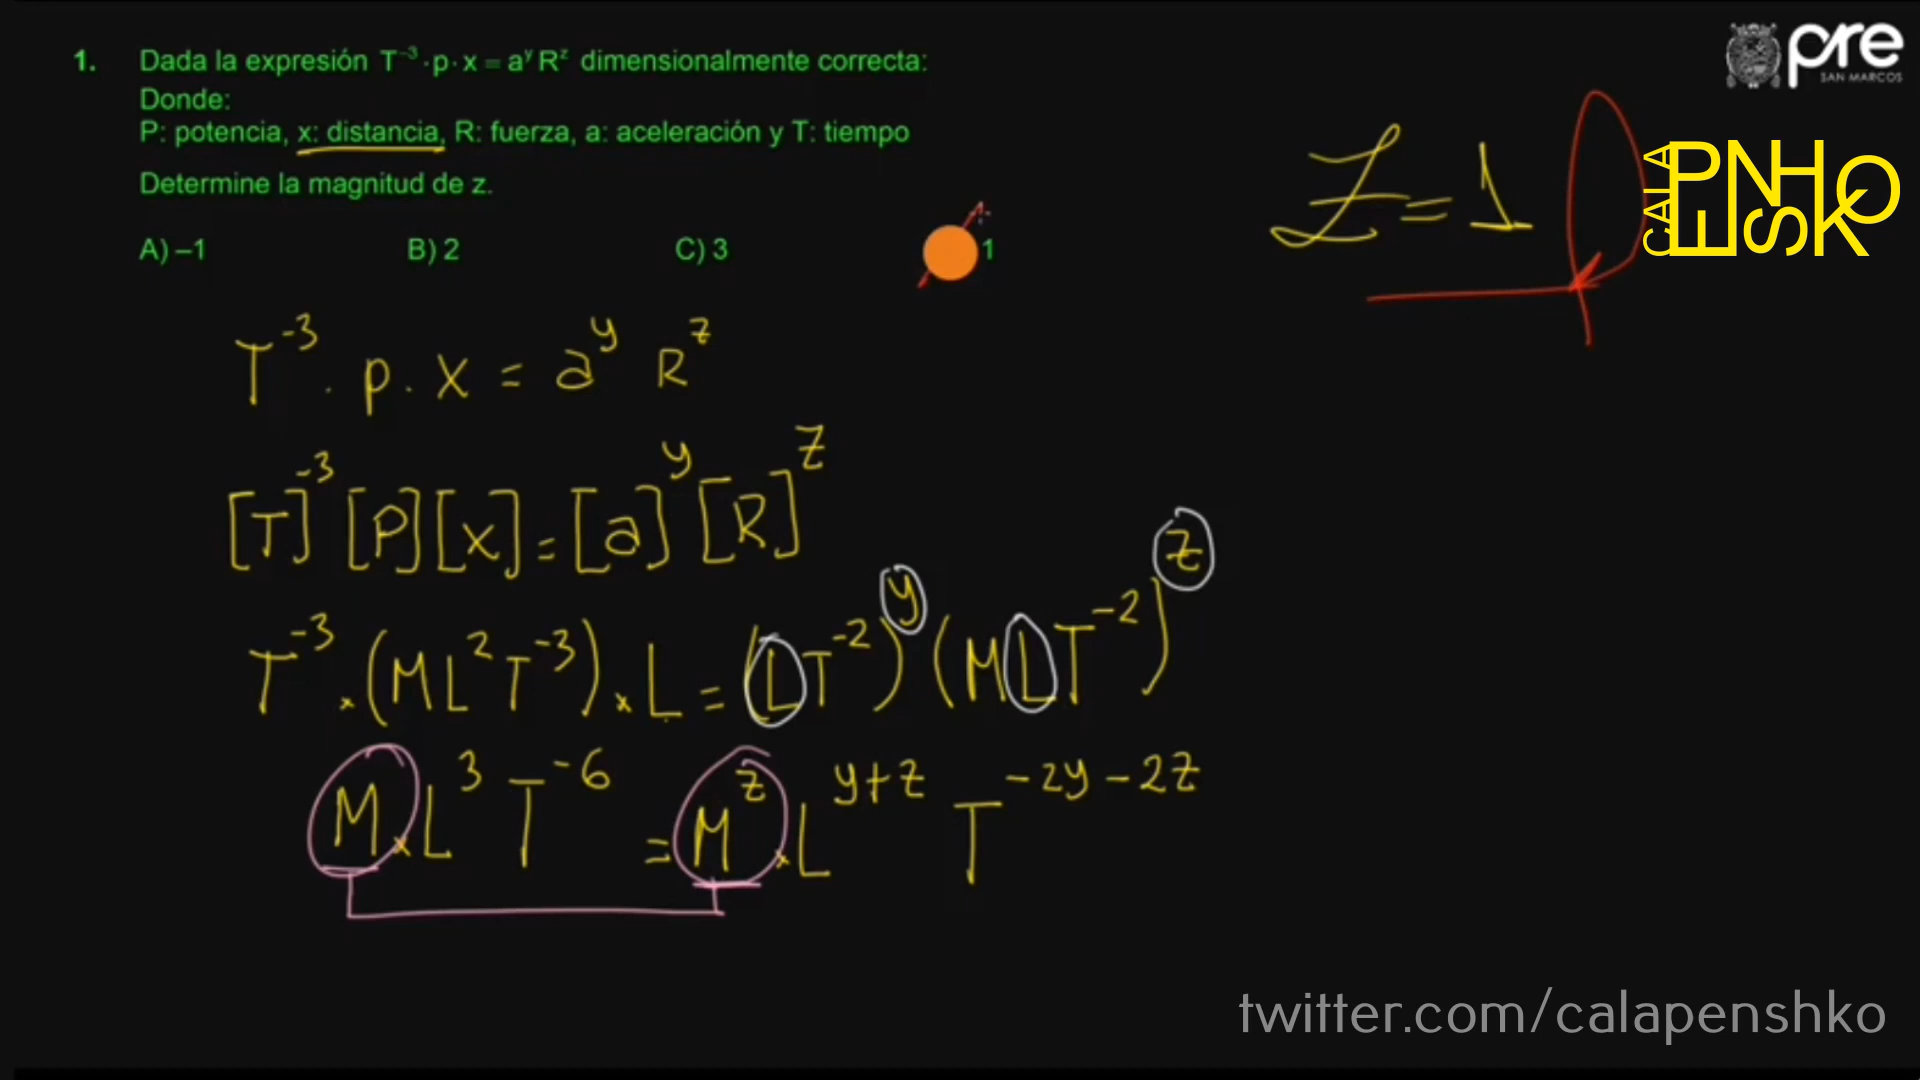 1. Dada la expresión T⁻³·p·x = aʸ Rᶻ dimensionalmente correcta:
Donde:
P: potencia, x: distancia, R: fuerza, a: aceleración y T: tiempo
Determine la magnitud de z.
A) –1 B) 2 C) 3 1
T⁻³ . p . x = aʸ Rᶻ
[T]⁻³ [P] [x] = [a]ʸ [R]ᶻ
T⁻³ × (ML²T⁻³) × L = (LT⁻²)ʸ (MLT⁻²)ᶻ
M × L³ T⁻⁶ = Mᶻ × Lʸ⁺ᶻ T⁻²ʸ⁻²ᶻ
Z = 1
pre
SAN MARCOS
CALA
PENSHKO
twitter.com/calapenshko